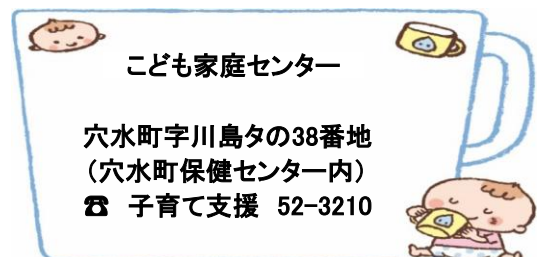 こども家庭センター
穴水町字川島タの38番地
（穴水町保健センター内）
☎　子育て支援　52-3210